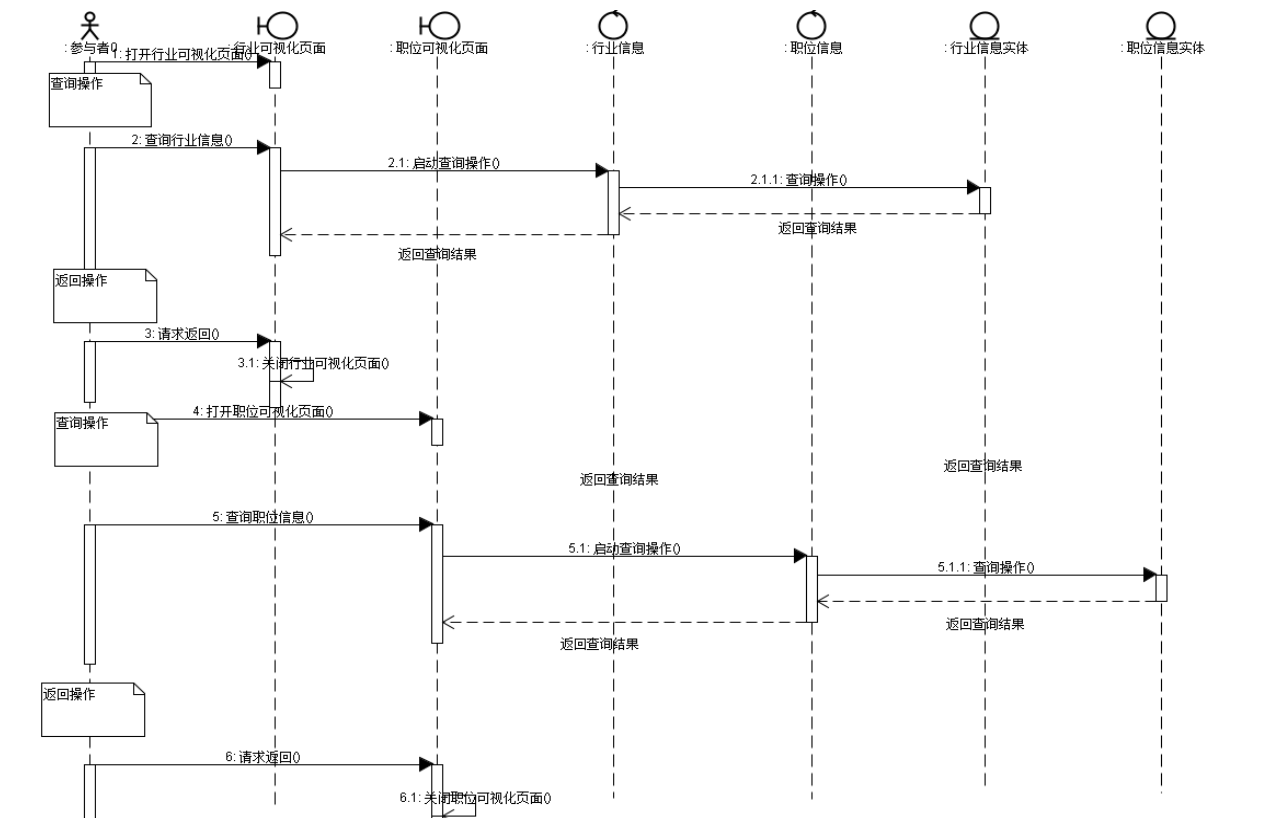 : 参与者0
: 行业可视化页面
: 职位可视化页面
: 行业信息
: 职位信息
: 行业信息实体
: 职位信息实体
1: 打开行业可视化页面()
查询操作
2: 查询行业信息()
2.1: 启动查询操作()
2.1.1: 查询操作()
返回查询结果
返回查询结果
返回操作
3: 请求返回()
3.1: 关闭行业可视化页面()
4: 打开职位可视化页面()
查询操作
返回查询结果
返回查询结果
5: 查询职位信息()
5.1: 启动查询操作()
5.1.1: 查询操作()
返回查询结果
返回查询结果
返回操作
6: 请求返回()
6.1: 关闭职位可视化页面()